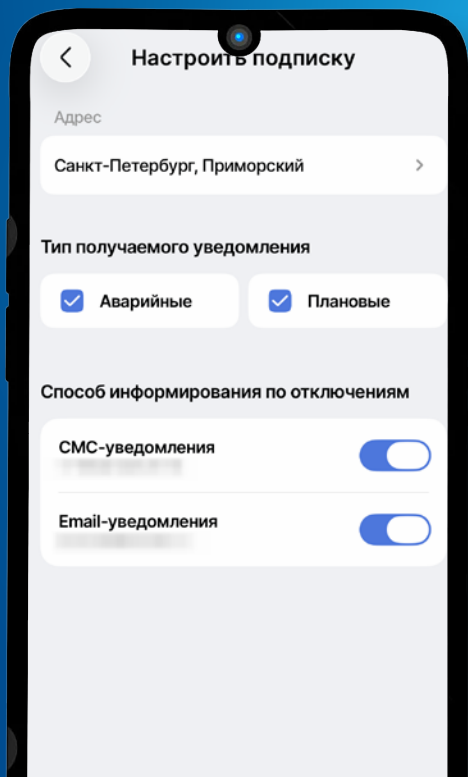 Настроить подписку
Адрес
Санкт-Петербург, Приморский
Тип получаемого уведомления
Аварийные
Плановые
Способ информирования по отключениям
СМС-уведомления
Email-уведомления